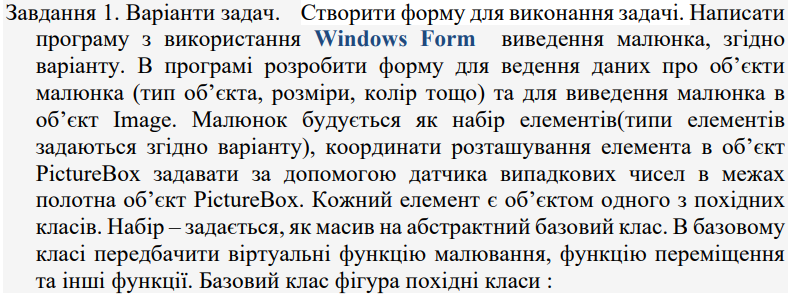 Завдання 1. Варіанти задач. Створити форму для виконання задачі. Написати
програму з використання Windows Form виведення малюнка, згідно
варіанту. В програмі розробити форму для ведення даних про об’єкти
малюнка (тип об’єкта, розміри, колір тощо) та для виведення малюнка в
об’єкт Image. Малюнок будується як набір елементів(типи елементів
задаються згідно варіанту), координати розташування елемента в об’єкт
PictureBox задавати за допомогою датчика випадкових чисел в межах
полотна об’єкт PictureBox. Кожний елемент є об’єктом одного з похідних
класів. Набір – задається, як масив на абстрактний базовий клас. В базовому
класі передбачити віртуальні функцію малювання, функцію переміщення
та інші функції. Базовий клас фігура похідні класи :